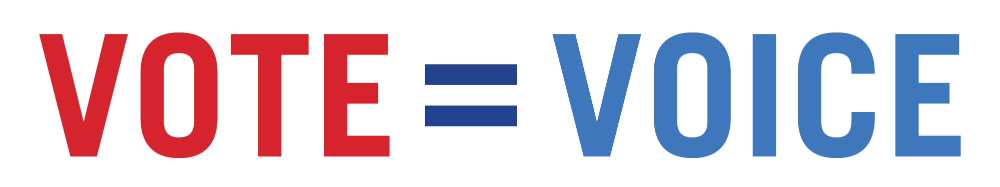 VOTE = VOICE